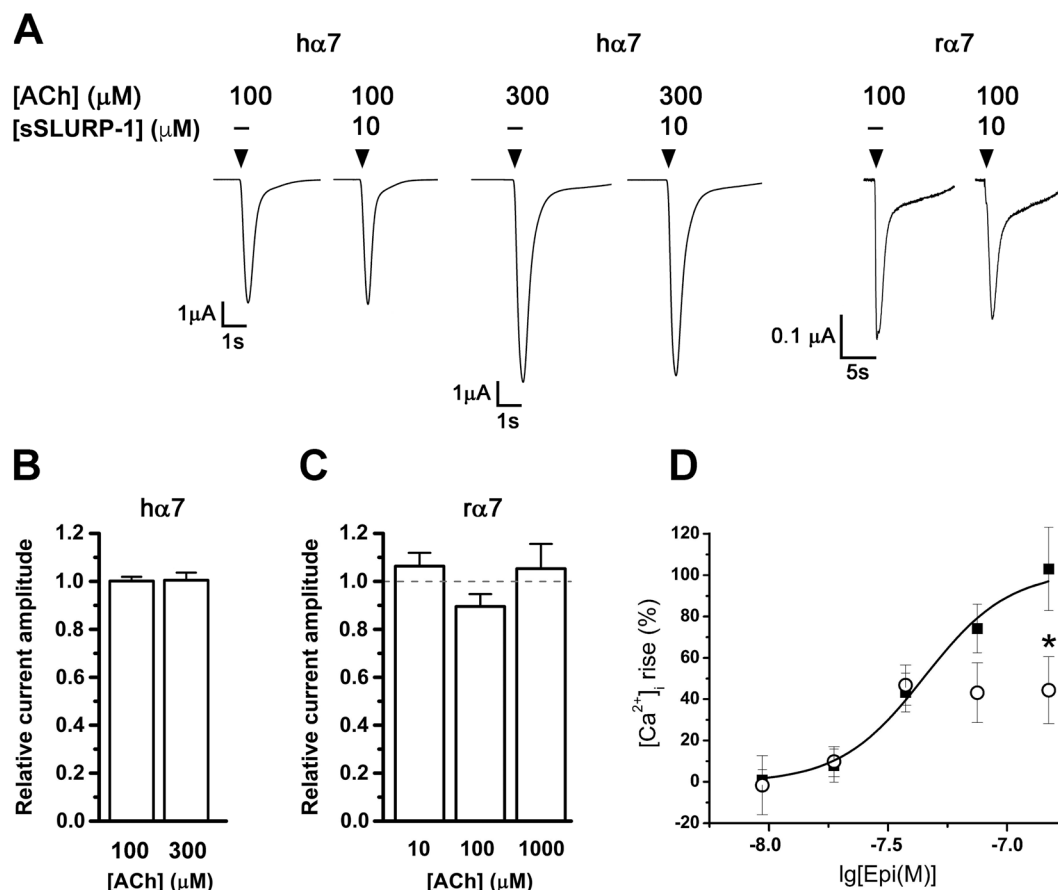 A
hα7 hα7 rα7
[ACh] (μM) 100 100 300 300 100 100
[sSLURP-1] (μM) – 10 – 10 – 10
1μA
1s
1μA
1s
0.1 μA
5s
B
hα7
Relative current amplitude
1.2
1.0
0.8
0.6
0.4
0.2
0.0
100 300
[ACh] (μM)
C
rα7
Relative current amplitude
1.2
1.0
0.8
0.6
0.4
0.2
0.0
10 100 1000
[ACh] (μM)
D
[Ca²⁺]ᵢ rise (%)
120
100
80
60
40
20
0
-20
*
-8.0 -7.5 -7.0
lg[Epi(M)]